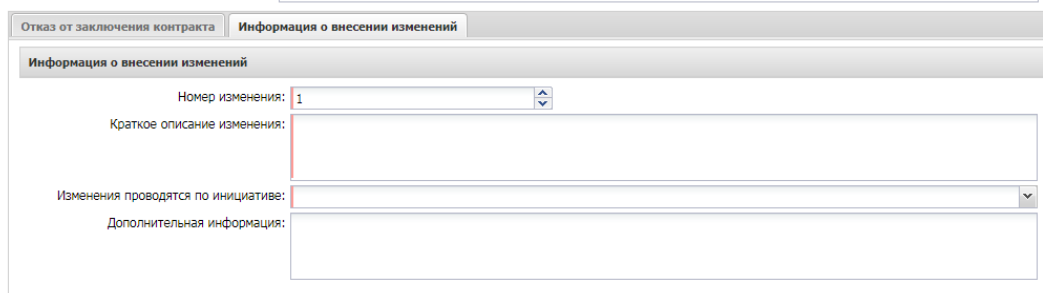 Отказ от заключения контракта Информация о внесении изменений
Информация о внесении изменений
Номер изменения: 1
Краткое описание изменения:
Изменения проводятся по инициативе:
Дополнительная информация: